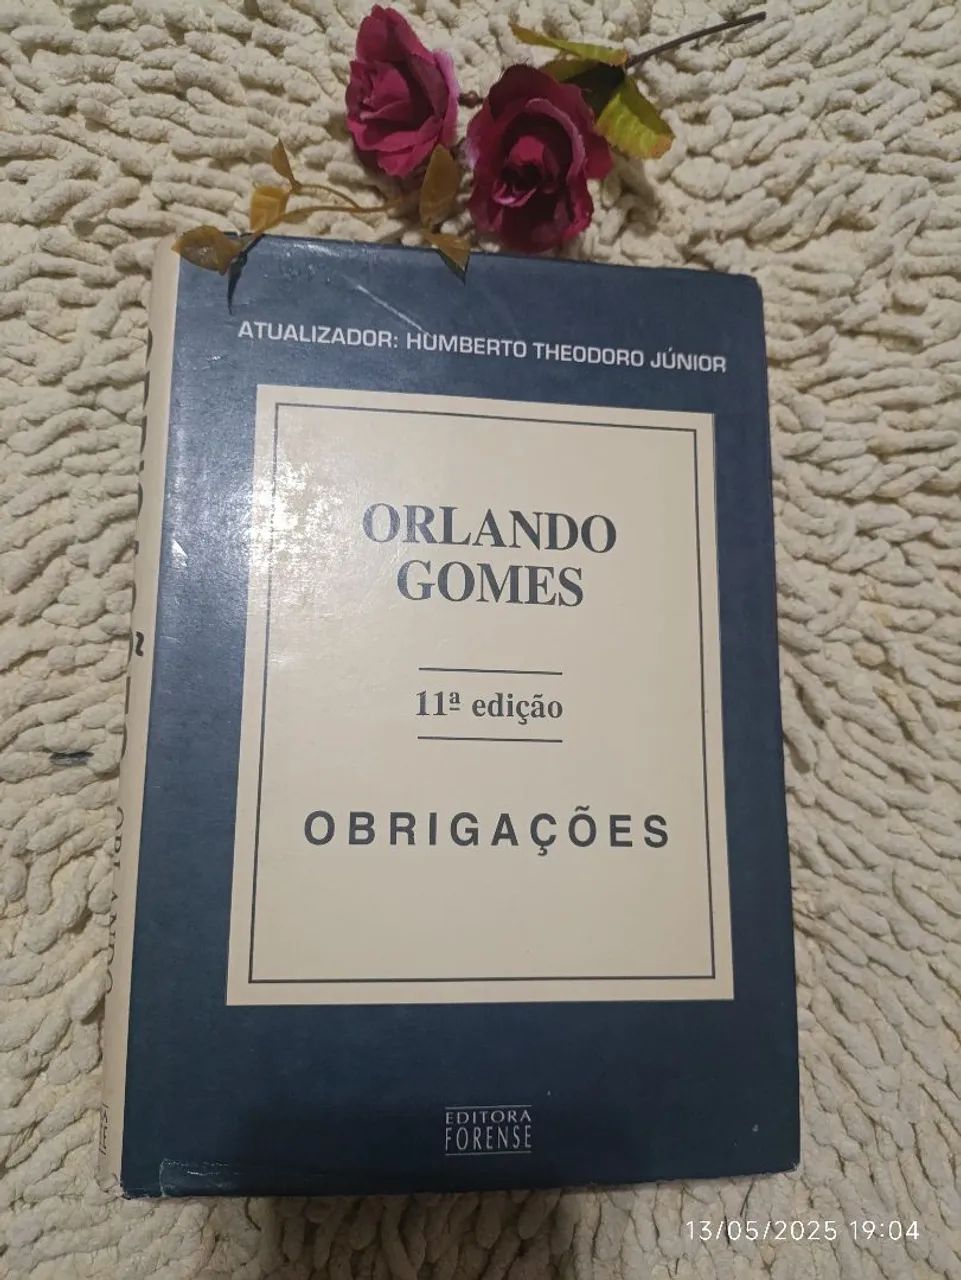 ATUALIZADOR: HUMBERTO THEODORO JÚNIOR
ORLANDO
GOMES
11ª edição
OBRIGAÇÕES
EDITORA
FORENSE
13/05/2025 19:04